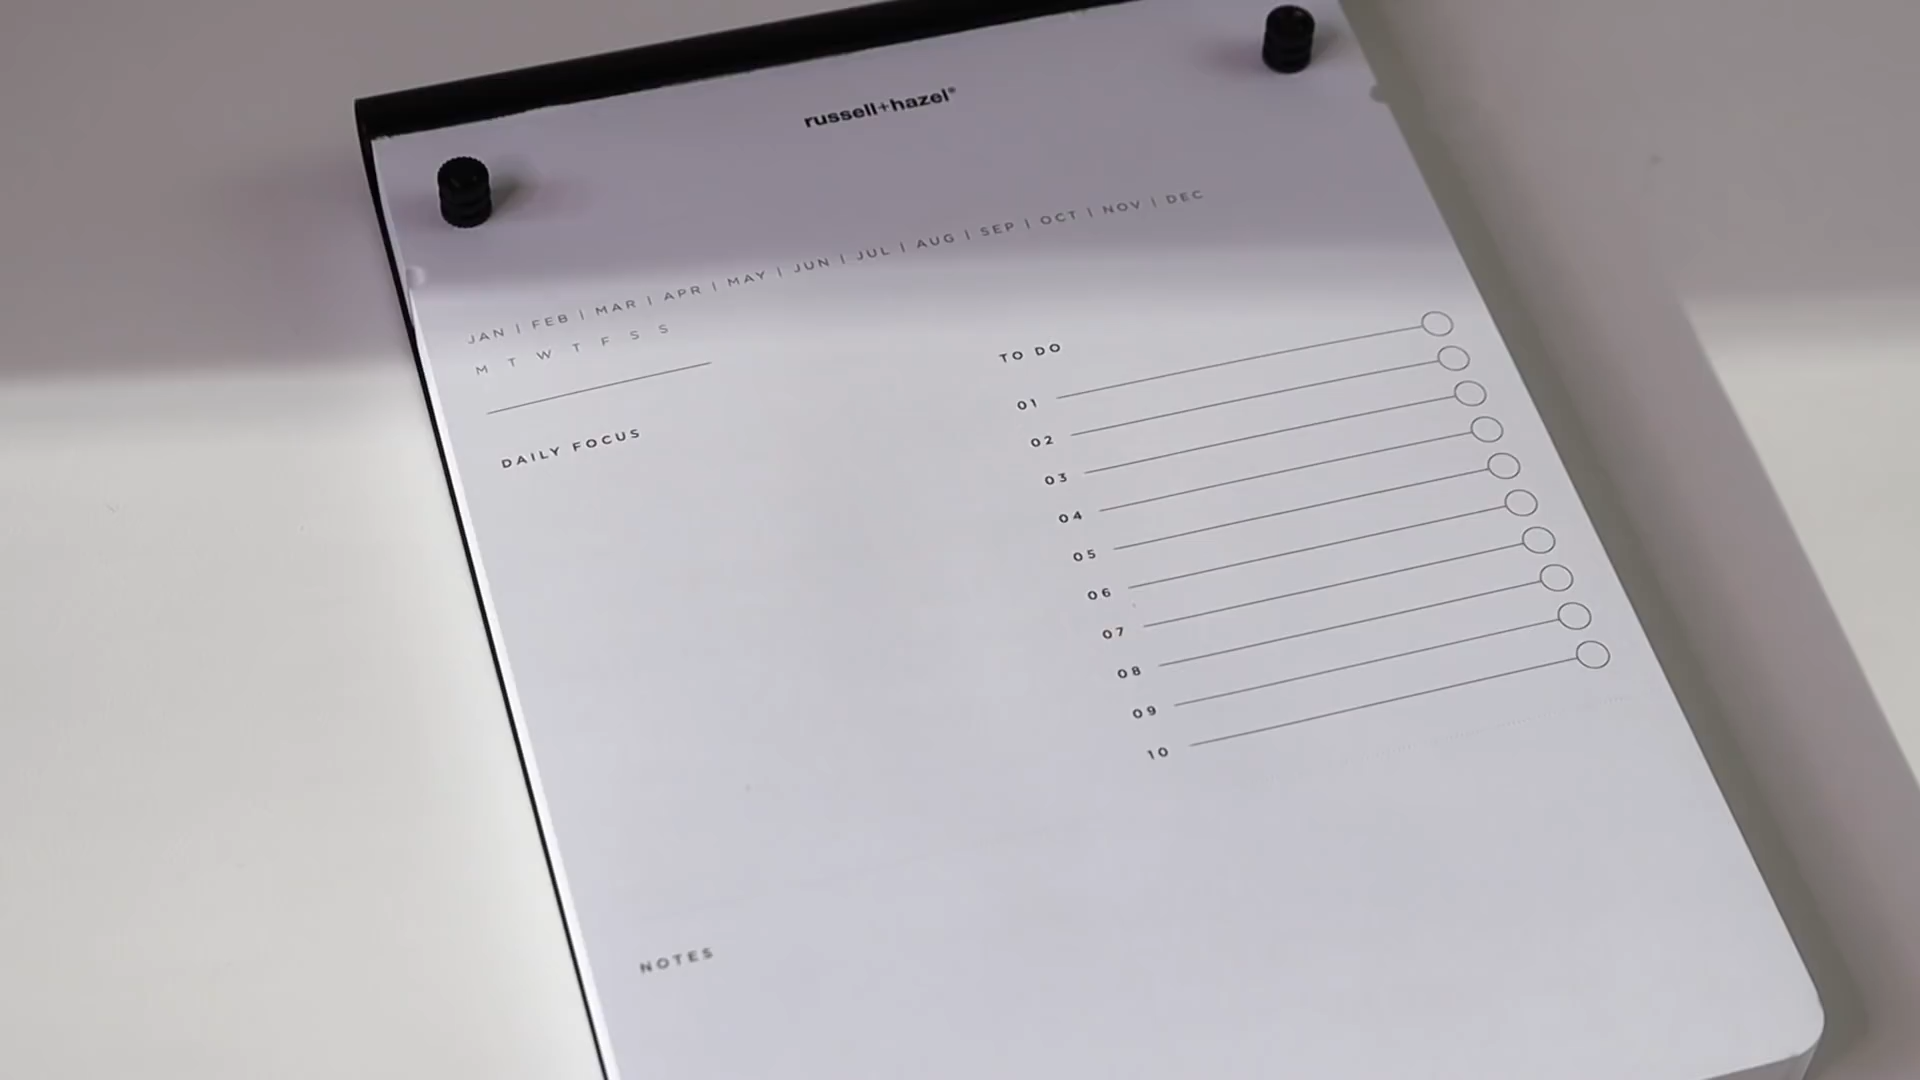 russell+hazel®
JAN | FEB | MAR | APR | MAY | JUN | JUL | AUG | SEP | OCT | NOV | DEC
M T W T F S S
DAILY FOCUS
TO DO
01
02
03
04
05
06
07
08
09
10
NOTES